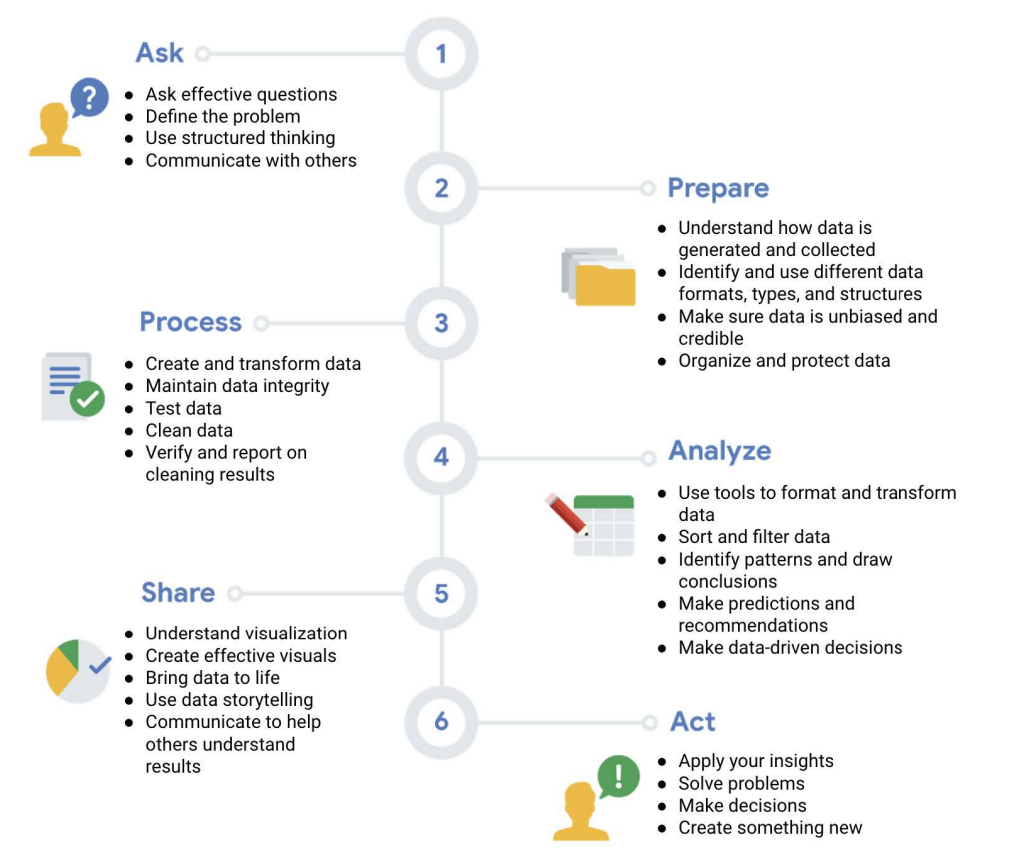 Ask
1
?
● Ask effective questions
● Define the problem
● Use structured thinking
● Communicate with others
2
Prepare
● Understand how data is
generated and collected
● Identify and use different data
formats, types, and structures
● Make sure data is unbiased and
credible
● Organize and protect data
Process
3
● Create and transform data
● Maintain data integrity
● Test data
● Clean data
● Verify and report on
cleaning results
4
Analyze
● Use tools to format and transform
data
● Sort and filter data
● Identify patterns and draw
conclusions
● Make predictions and
recommendations
● Make data-driven decisions
Share
5
● Understand visualization
● Create effective visuals
● Bring data to life
● Use data storytelling
● Communicate to help
others understand
results
6
Act
!
● Apply your insights
● Solve problems
● Make decisions
● Create something new